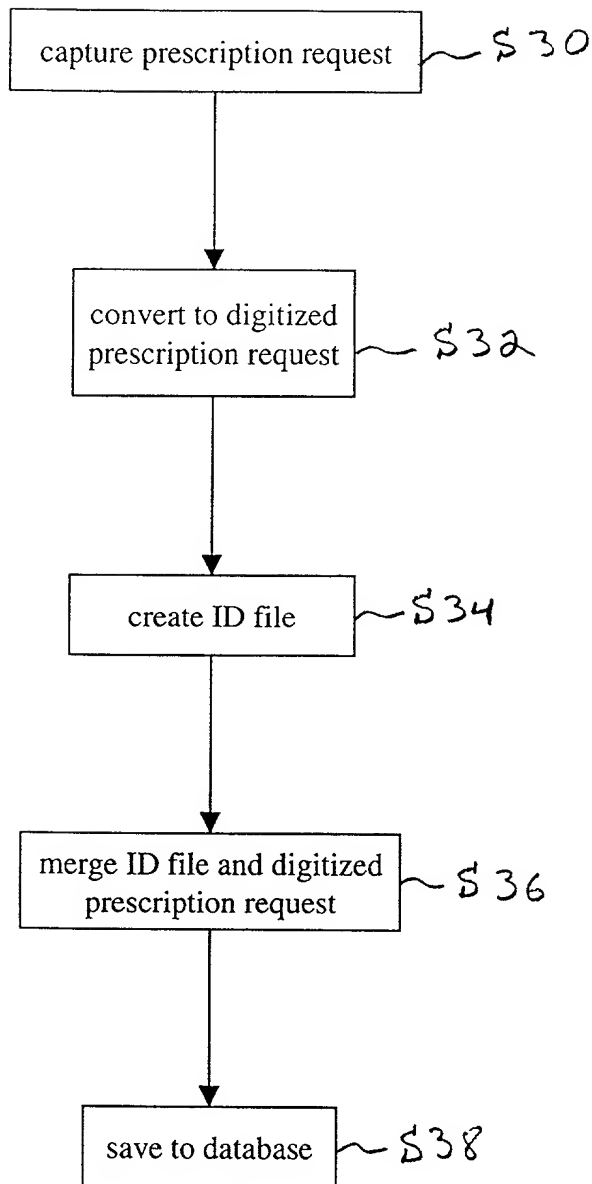 capture prescription request S30
convert to digitized
prescription request S32
create ID file S34
merge ID file and digitized
prescription request S36
save to database S38